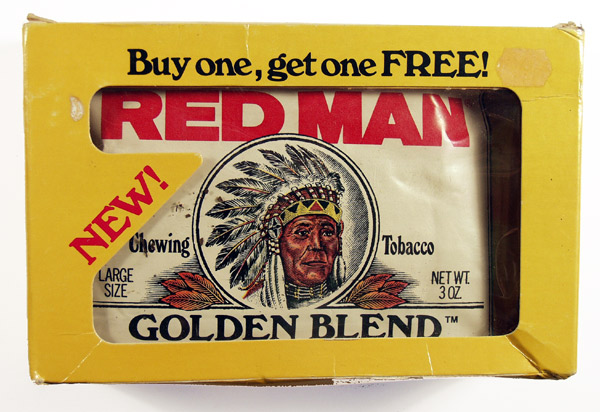 Buy one, get one FREE!
RED MAN
NEW!
Chewing Tobacco
LARGE
SIZE
NET WT.
3 OZ.
GOLDEN BLEND™